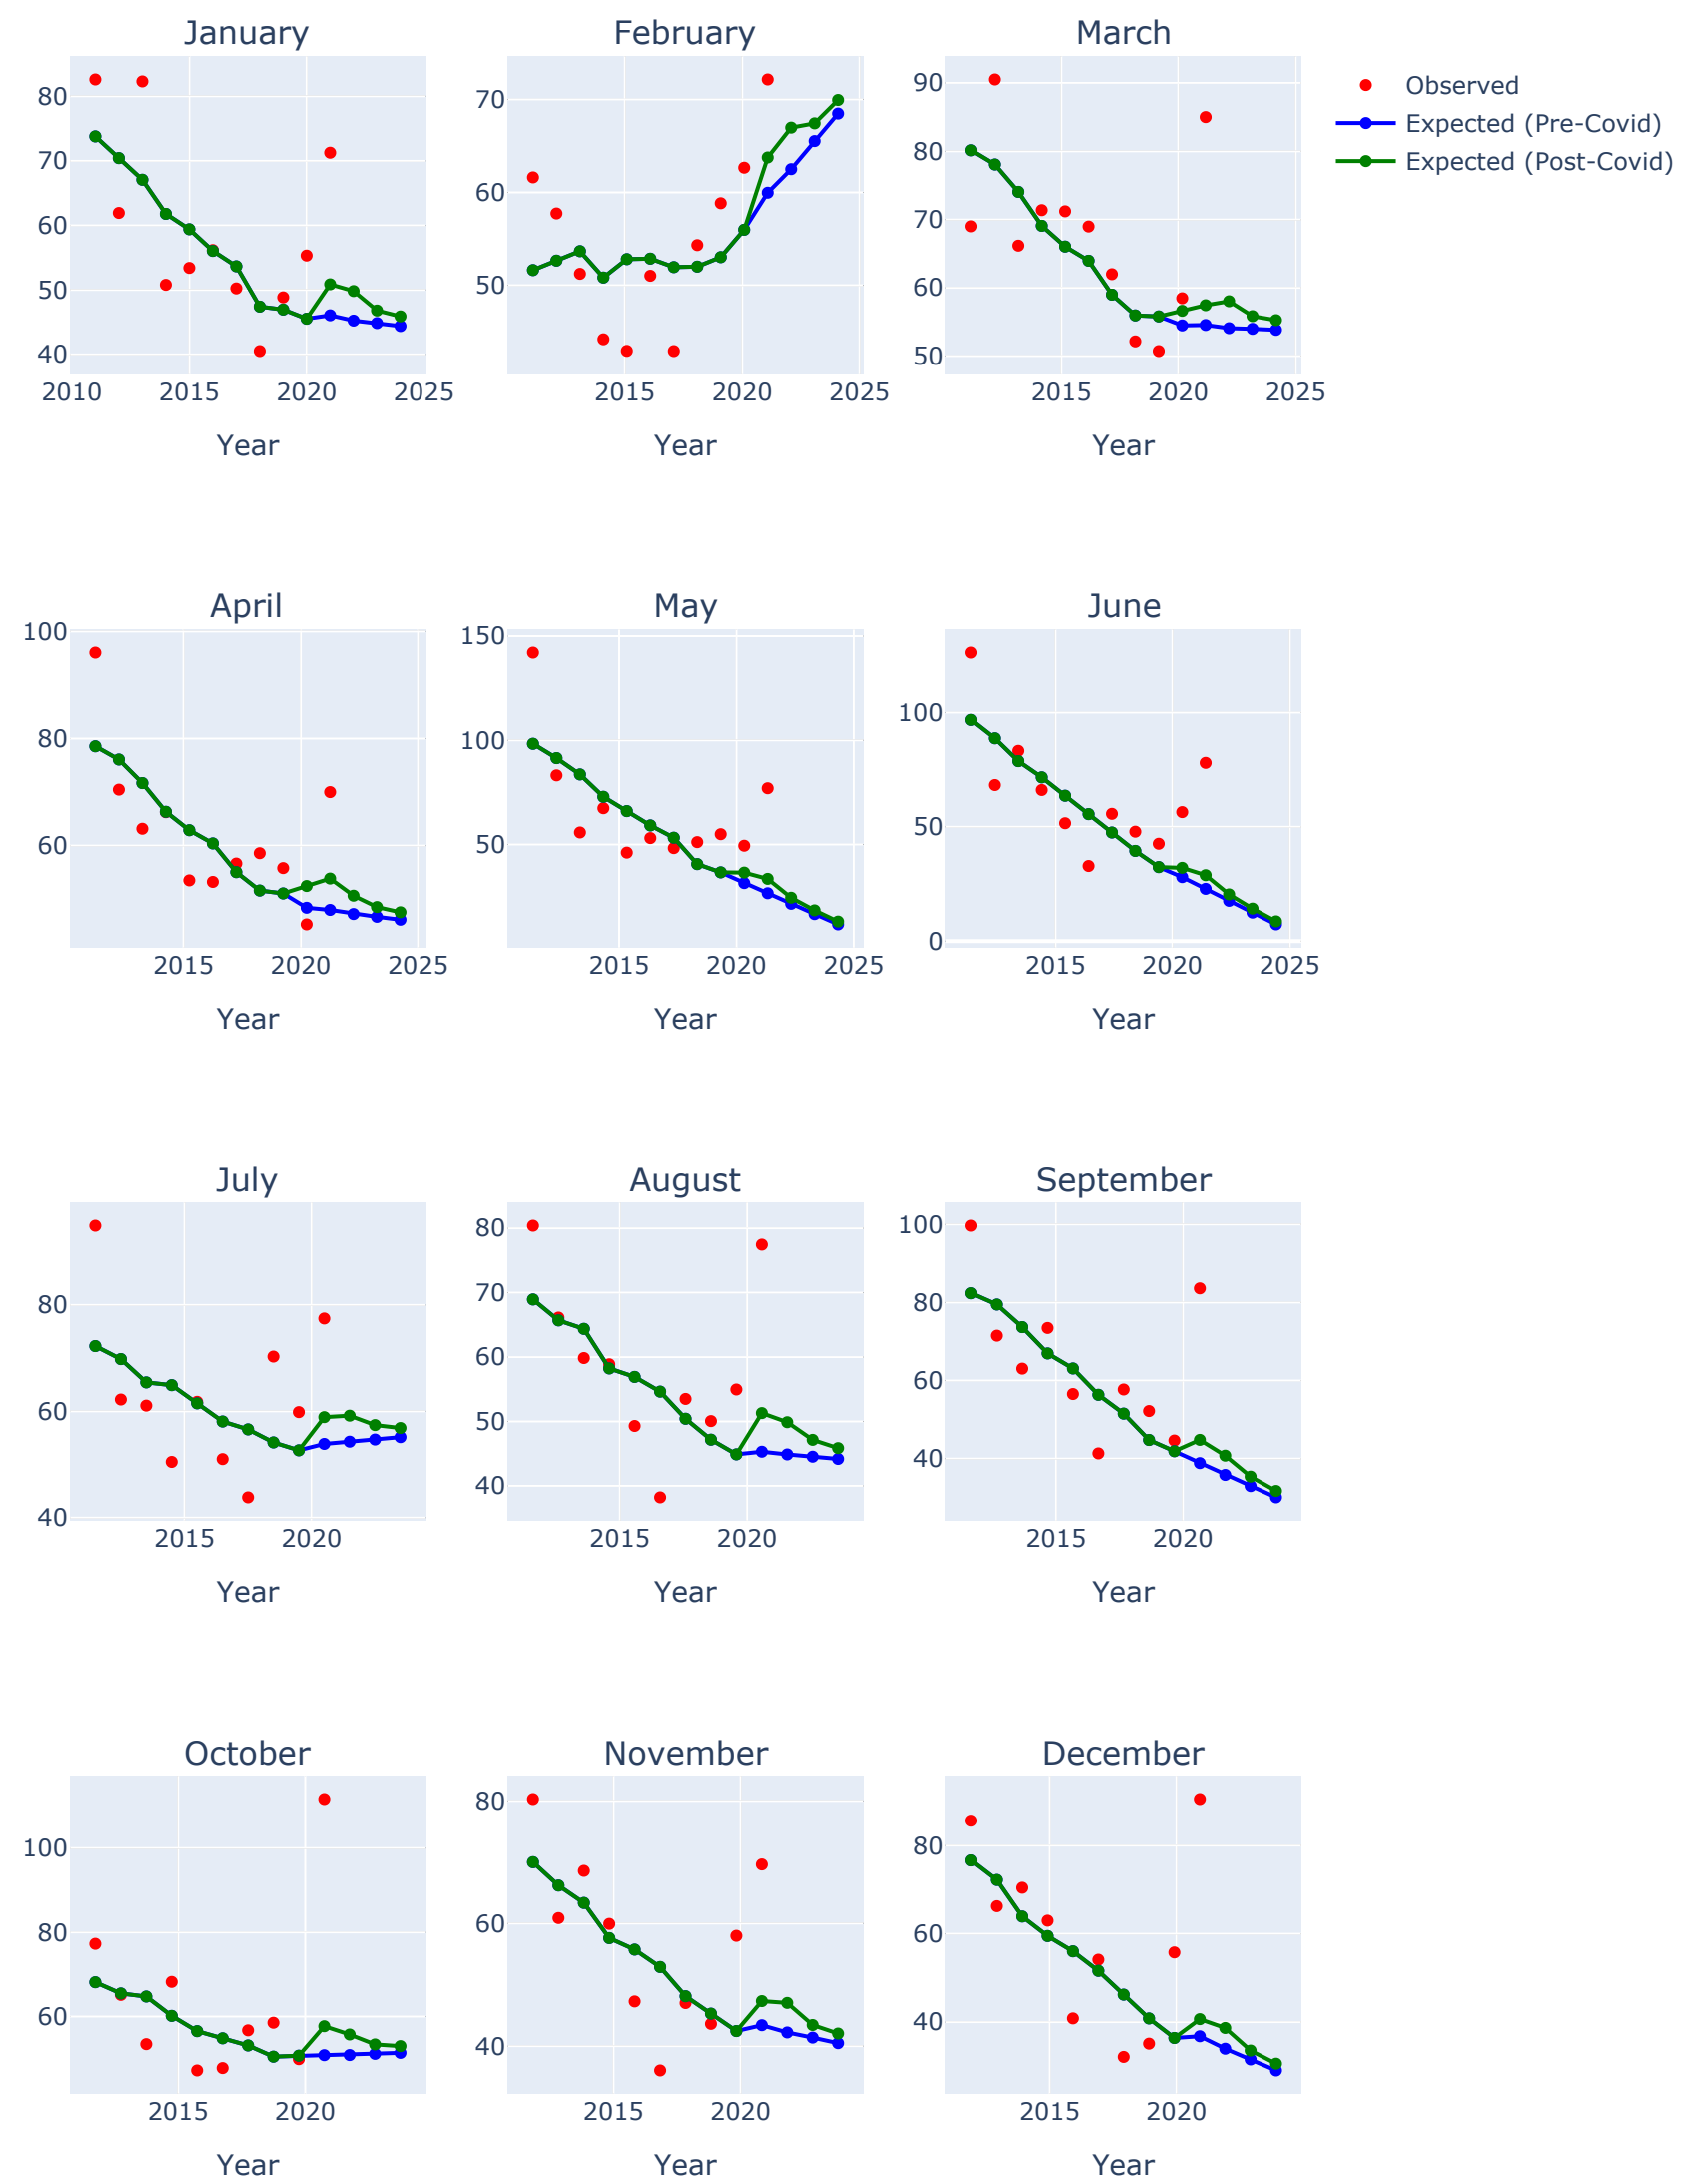 January February March
80
70
60
50
40
2010 2015 2020 2025
Year
70
60
50
2015 2020 2025
Year
90
80
70
60
50
2015 2020 2025
Year
Observed
Expected (Pre-Covid)
Expected (Post-Covid)
April May June
100
80
60
2015 2020 2025
Year
150
100
50
2015 2020 2025
Year
100
50
0
2015 2020 2025
Year
July August September
80
60
40
2015 2020
Year
80
70
60
50
40
2015 2020
Year
100
80
60
40
2015 2020
Year
October November December
100
80
60
2015 2020
Year
80
60
40
2015 2020
Year
80
60
40
2015 2020
Year